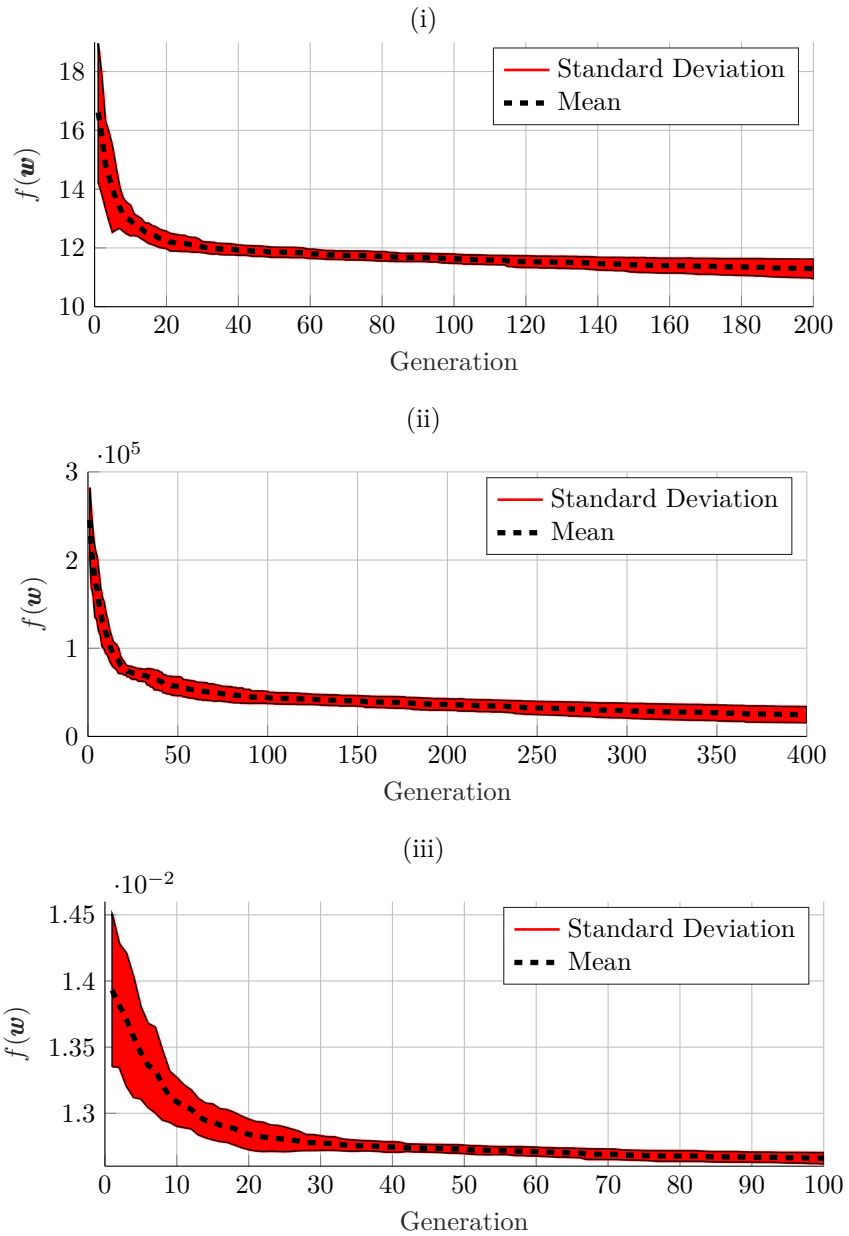 (i)
18
16
14
12
10
f(w)
Standard Deviation
Mean
0 20 40 60 80 100 120 140 160 180 200
Generation
(ii)
·10^5
3
2
1
0
f(w)
Standard Deviation
Mean
0 50 100 150 200 250 300 350 400
Generation
(iii)
·10^−2
1.45
1.4
1.35
1.3
f(w)
Standard Deviation
Mean
0 10 20 30 40 50 60 70 80 90 100
Generation